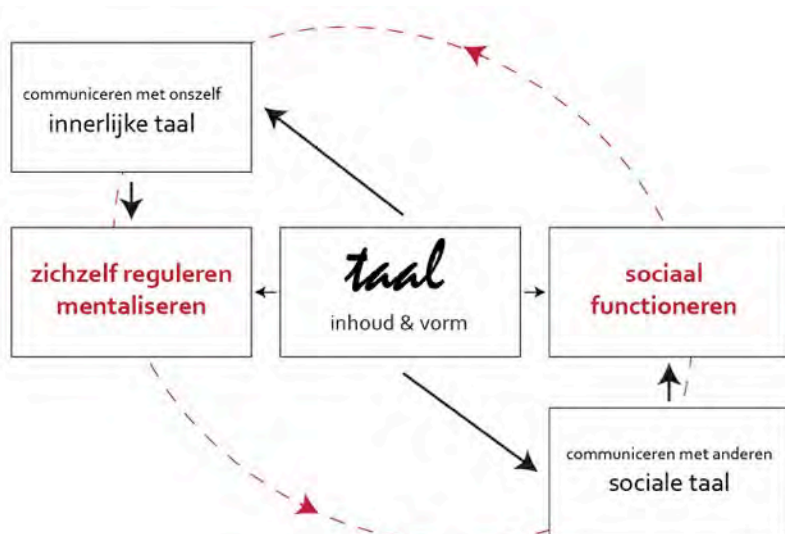 communiceren met onszelf
innerlijke taal
zichzelf reguleren
mentaliseren
taal
inhoud & vorm
sociaal
functioneren
communiceren met anderen
sociale taal